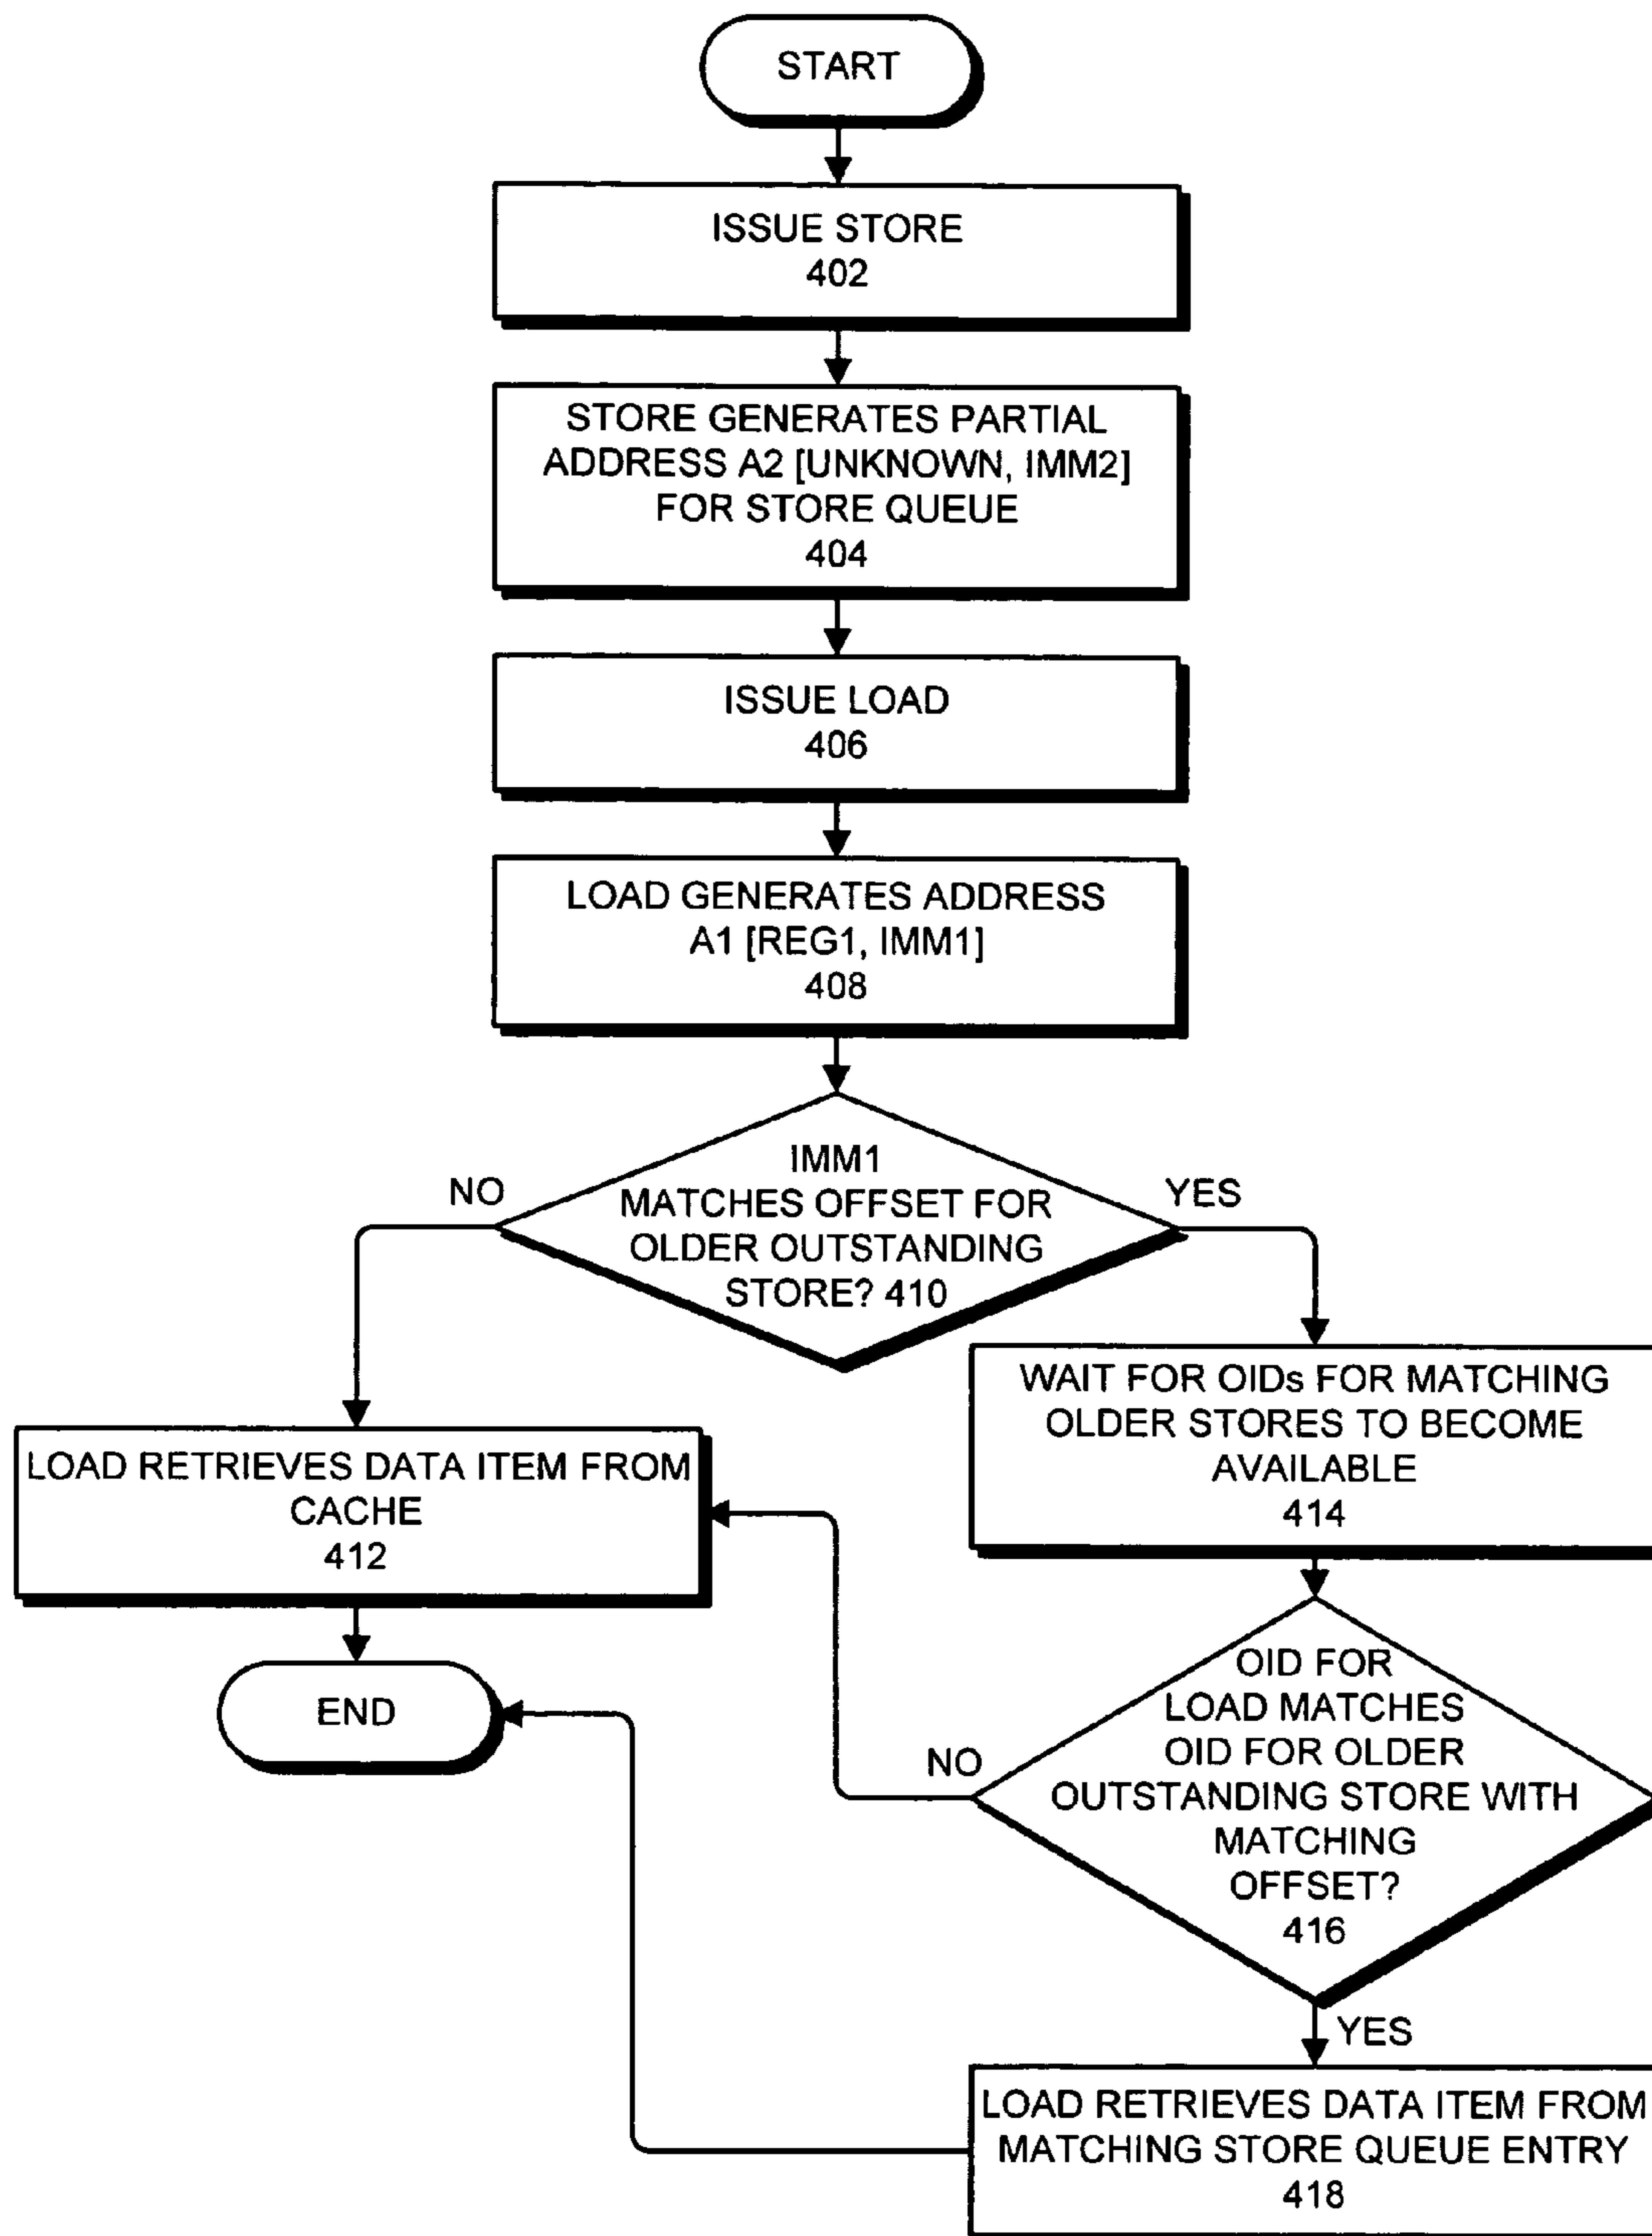 START
ISSUE STORE
402
STORE GENERATES PARTIAL
ADDRESS A2 [UNKNOWN, IMM2]
FOR STORE QUEUE
404
ISSUE LOAD
406
LOAD GENERATES ADDRESS
A1 [REG1, IMM1]
408
IMM1
MATCHES OFFSET FOR
OLDER OUTSTANDING
STORE? 410
NO
YES
LOAD RETRIEVES DATA ITEM FROM
CACHE
412
END
WAIT FOR OIDs FOR MATCHING
OLDER STORES TO BECOME
AVAILABLE
414
OID FOR
LOAD MATCHES
OID FOR OLDER
OUTSTANDING STORE WITH
MATCHING
OFFSET?
416
NO
YES
LOAD RETRIEVES DATA ITEM FROM
MATCHING STORE QUEUE ENTRY
418